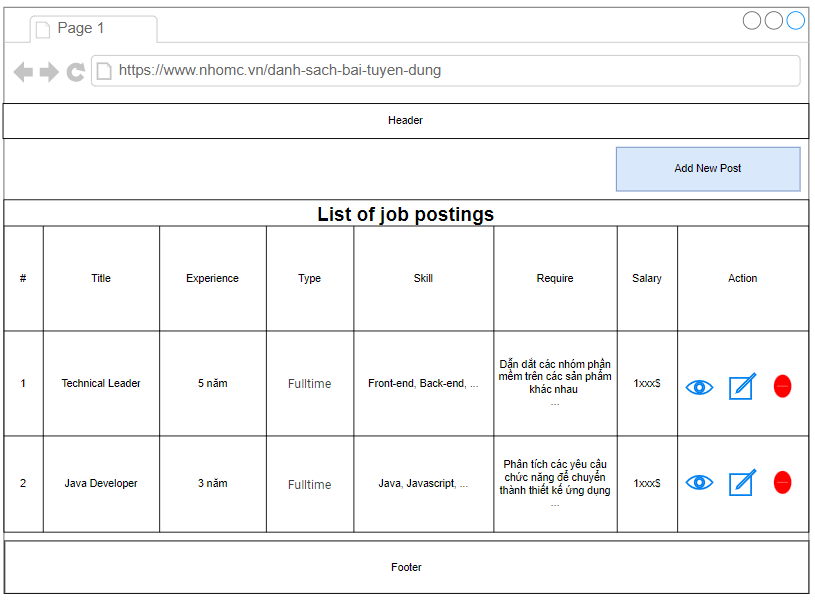 Page 1
https://www.nhomc.vn/danh-sach-bai-tuyen-dung
Header
Add New Post
List of job postings
# Title Experience Type Skill Require Salary Action
1 Technical Leader 5 năm Fulltime Front-end, Back-end, ... Dẫn dắt các nhóm phần
mềm trên các sản phẩm
khác nhau
... 1xxx$
2 Java Developer 3 năm Fulltime Java, Javascript, ... Phân tích các yêu cầu
chức năng để chuyển
thành thiết kế ứng dụng
... 1xxx$
Footer